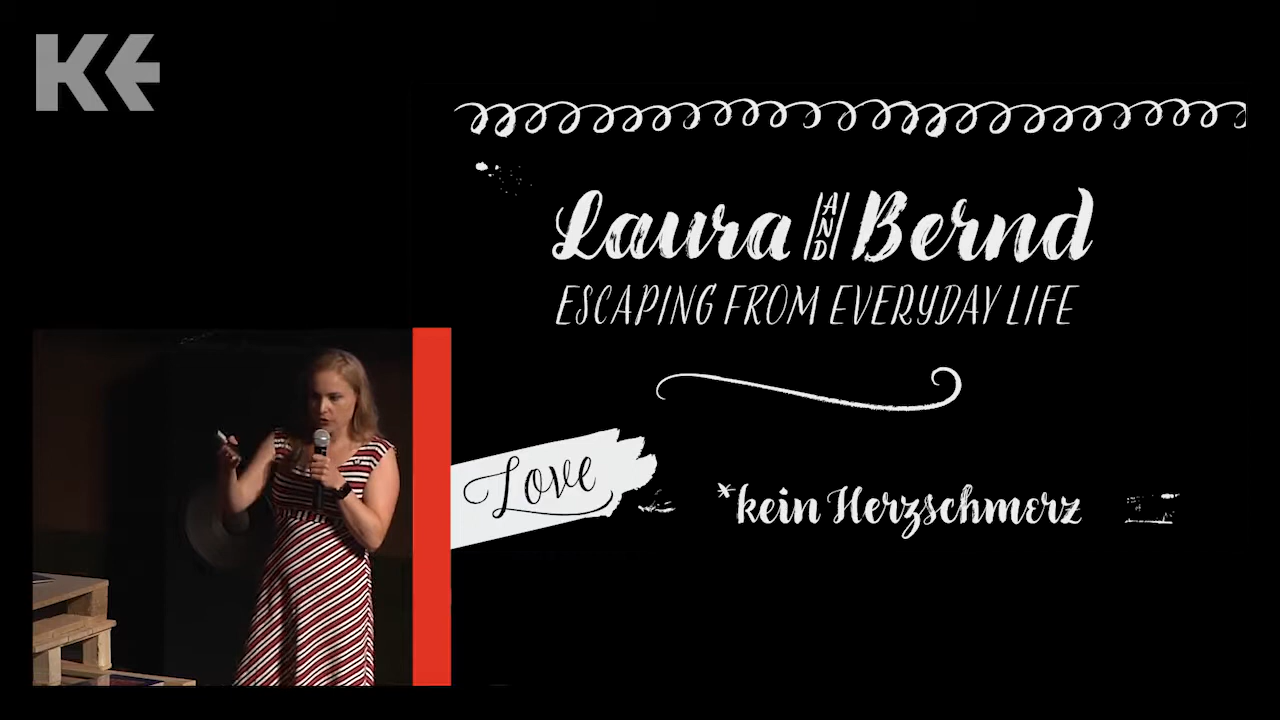 KE
Laura AND Bernd
ESCAPING FROM EVERYDAY LIFE
Love
*kein Herzschmerz